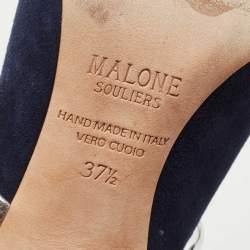 MALONE
SOULIERS
HAND MADE IN ITALY
VERO CUOIO
37½